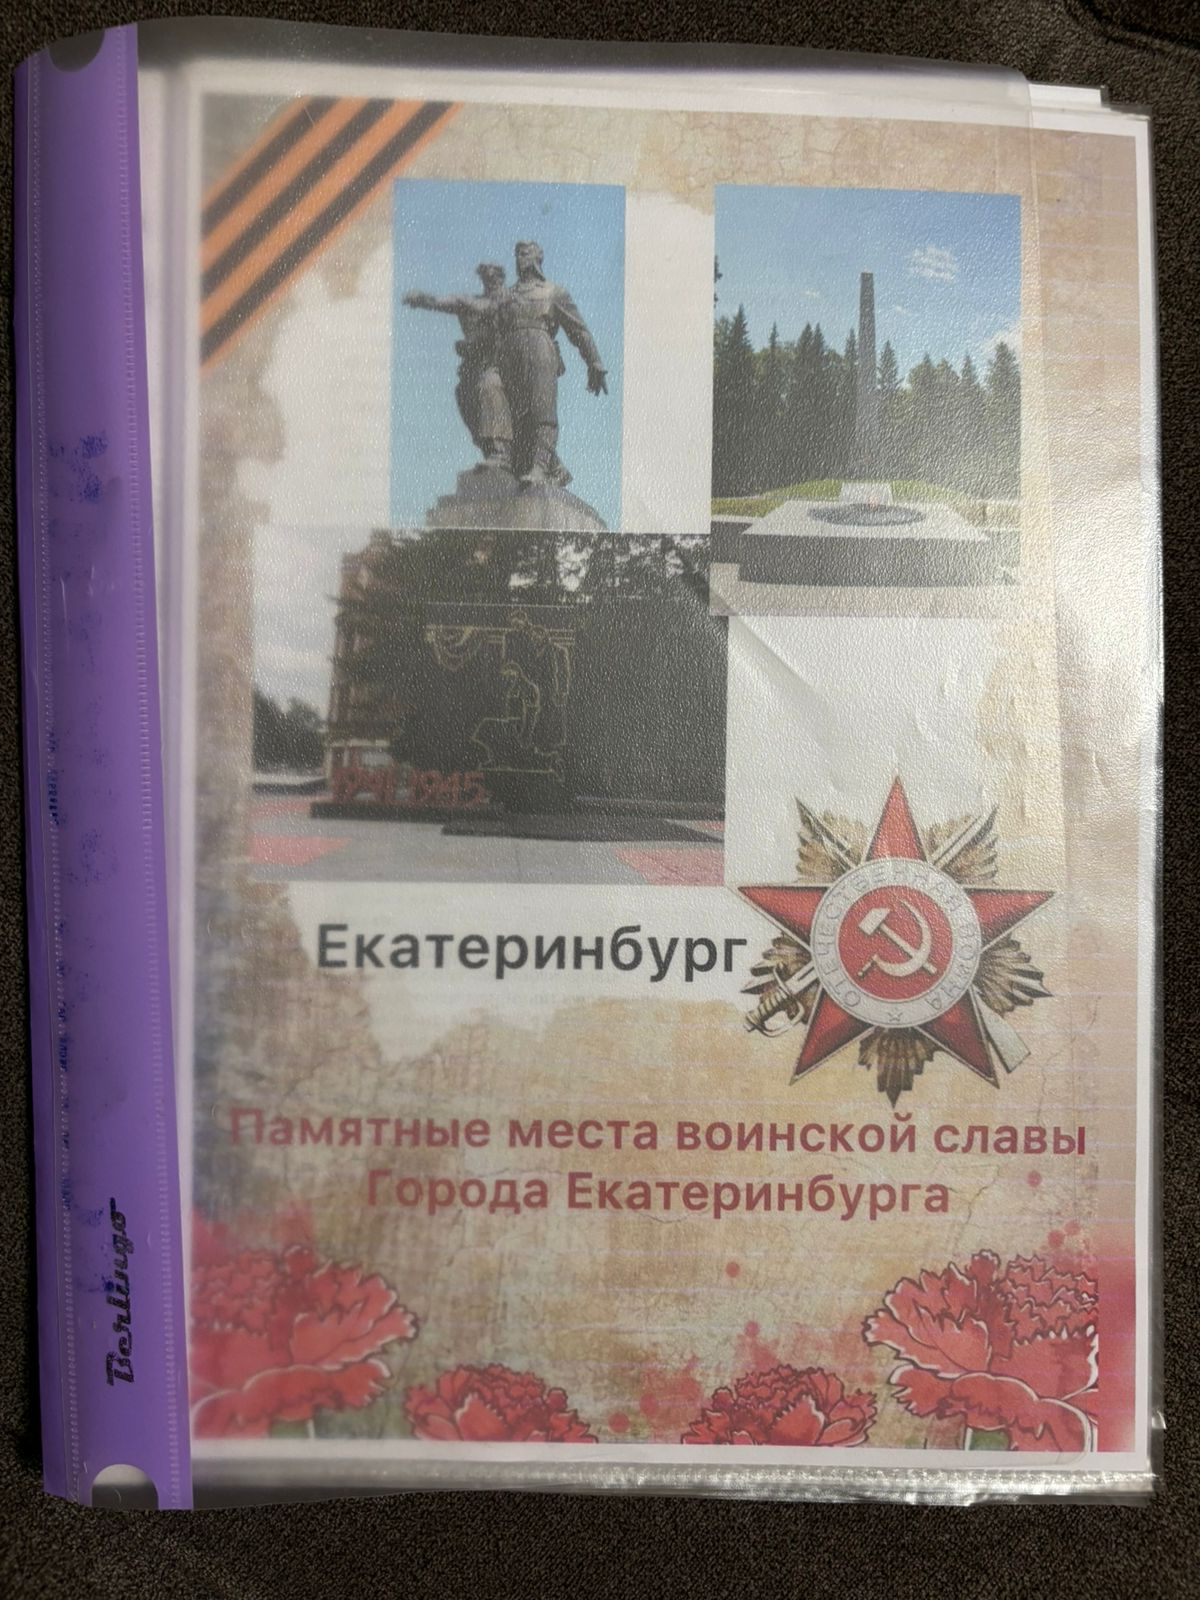 1941-1945
Екатеринбург
ОТЕЧЕСТВЕННАЯ ВОЙНА
Памятные места воинской славы
Города Екатеринбурга
Berlingo